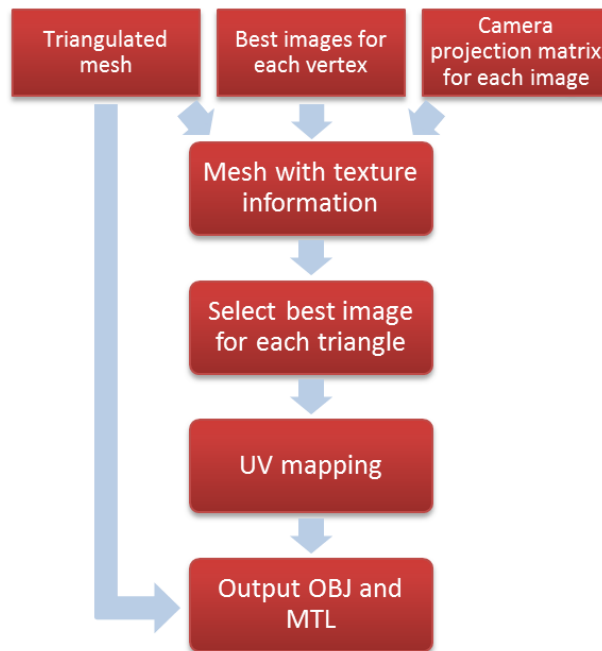 Triangulated
mesh
Best images for
each vertex
Camera
projection matrix
for each image
Mesh with texture
information
Select best image
for each triangle
UV mapping
Output OBJ and
MTL